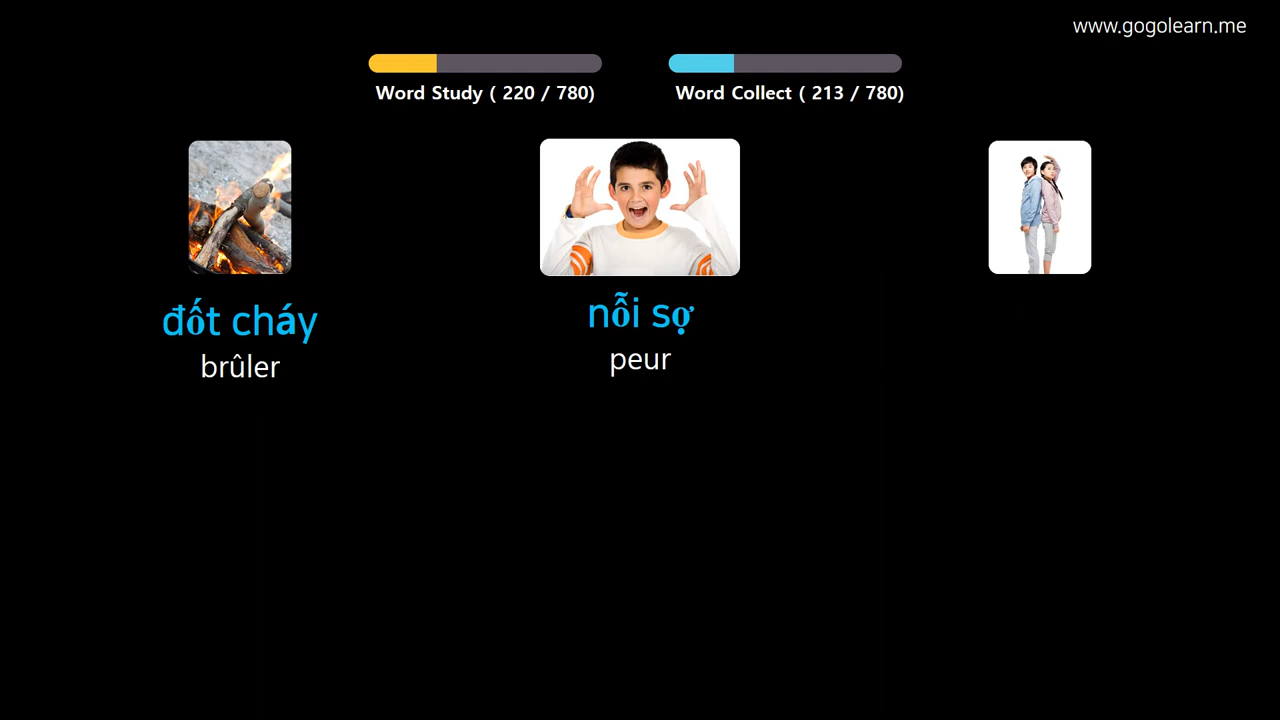 www.gogolearn.me
Word Study ( 220 / 780)
Word Collect ( 213 / 780)
đốt cháy
brûler
nỗi sợ
peur